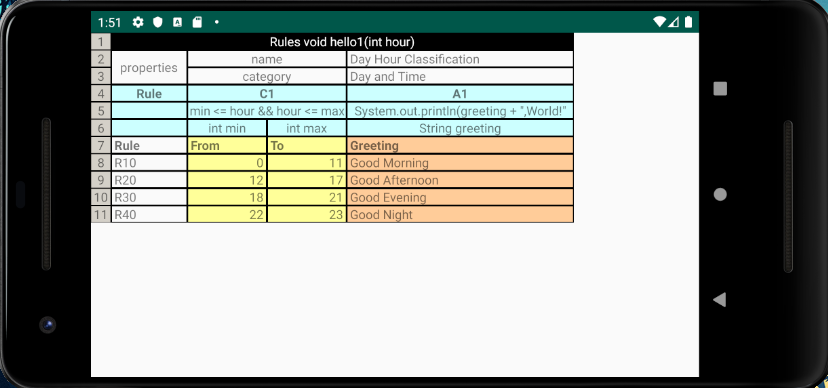 1:51
1 Rules void hello1(int hour)
2 properties name Day Hour Classification
3 category Day and Time
4 Rule C1 A1
5 min <= hour && hour <= max System.out.println(greeting + ",World!"
6 int min int max String greeting
7 Rule From To Greeting
8 R10 0 11 Good Morning
9 R20 12 17 Good Afternoon
10 R30 18 21 Good Evening
11 R40 22 23 Good Night